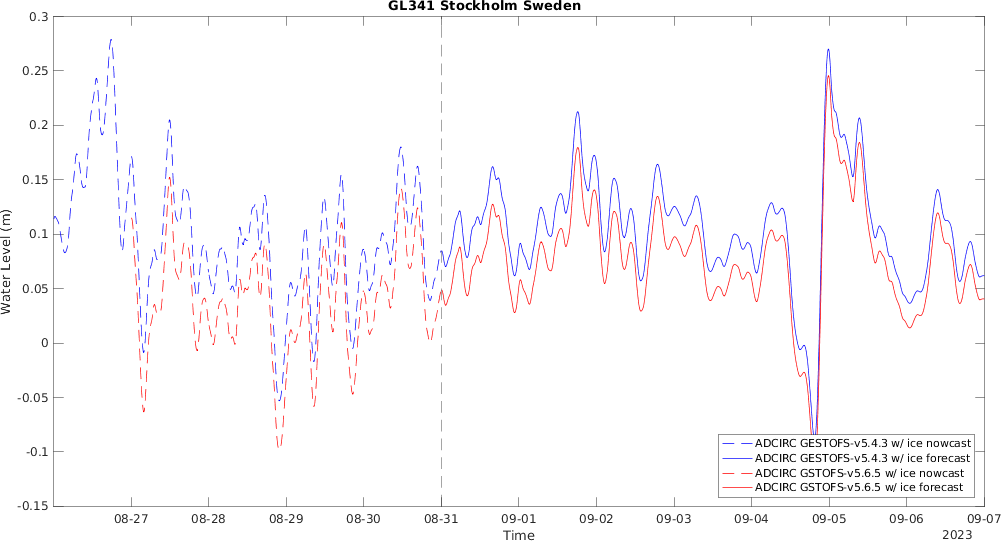 GL341 Stockholm Sweden
0.3
0.25
0.2
0.15
0.1
0.05
0
-0.05
-0.1
-0.15
Water Level (m)
ADCIRC GESTOFS-v5.4.3 w/ ice nowcast
ADCIRC GESTOFS-v5.4.3 w/ ice forecast
ADCIRC GSTOFS-v5.6.5 w/ ice nowcast
ADCIRC GSTOFS-v5.6.5 w/ ice forecast
08-27 08-28 08-29 08-30 08-31 09-01 09-02 09-03 09-04 09-05 09-06 09-07
Time
2023